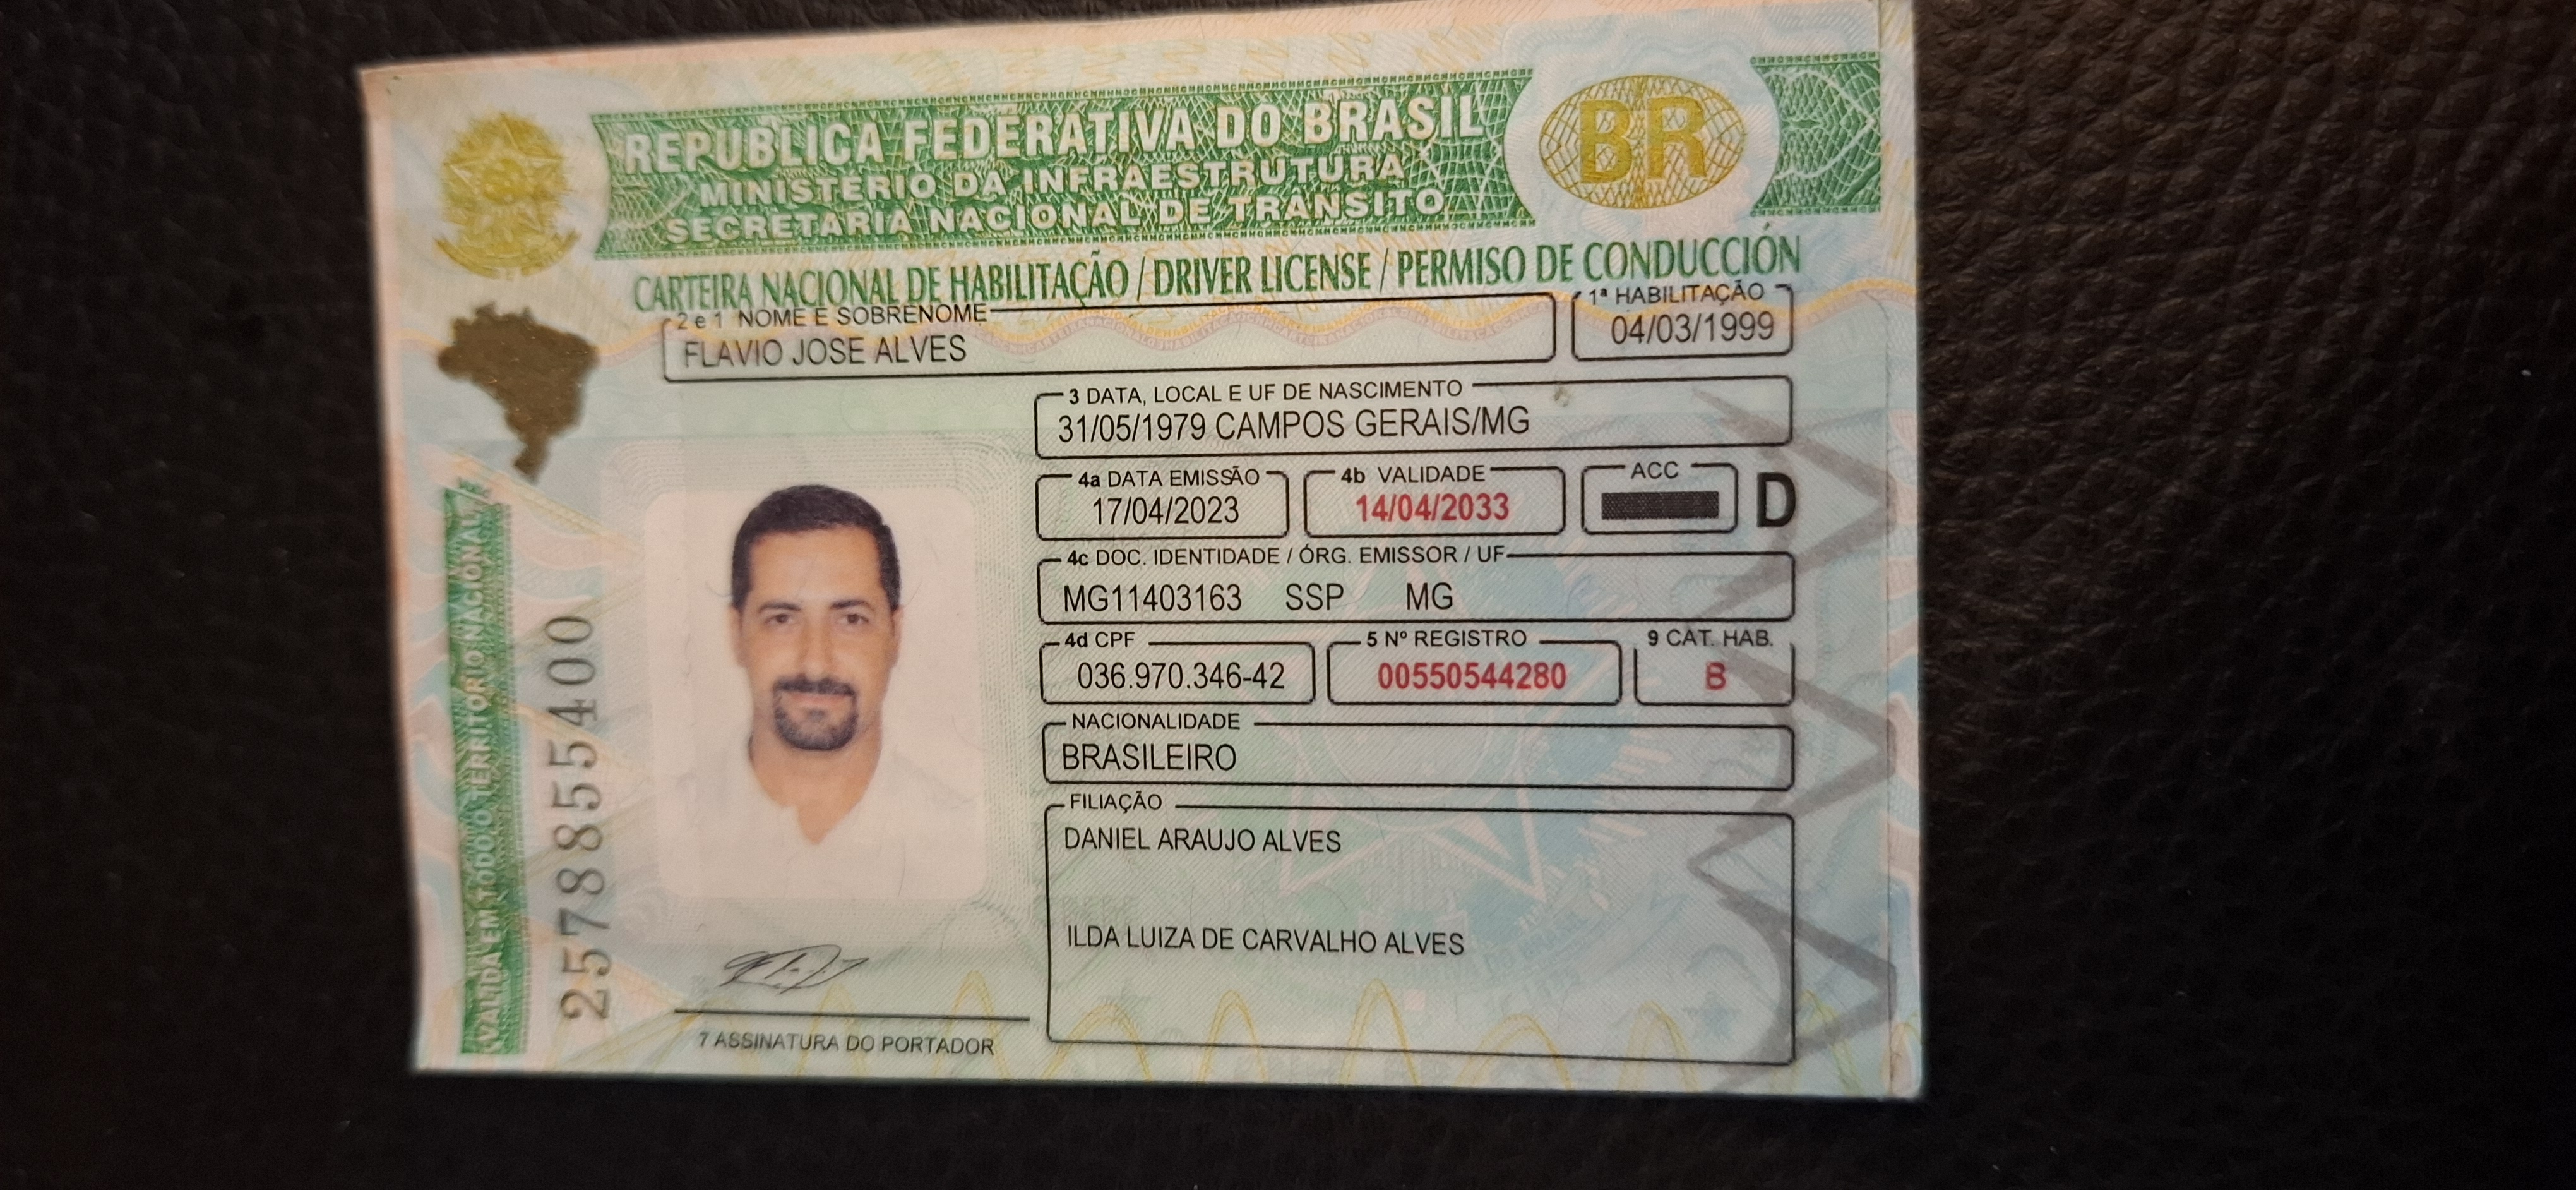 REPÚBLICA FEDERATIVA DO BRASIL
MINISTÉRIO DA INFRAESTRUTURA
SECRETARIA NACIONAL DE TRÂNSITO
BR
CARTEIRA NACIONAL DE HABILITAÇÃO / DRIVER LICENSE / PERMISO DE CONDUCCIÓN
2 e 1 NOME E SOBRENOME
FLAVIO JOSE ALVES
1ª HABILITAÇÃO
04/03/1999
3 DATA, LOCAL E UF DE NASCIMENTO
31/05/1979 CAMPOS GERAIS/MG
4a DATA EMISSÃO
17/04/2023
4b VALIDADE
14/04/2033
ACC
D
4c DOC. IDENTIDADE / ÓRG. EMISSOR / UF
MG11403163 SSP MG
4d CPF
036.970.346-42
5 Nº REGISTRO
00550544280
9 CAT. HAB.
B
NACIONALIDADE
BRASILEIRO
FILIAÇÃO
DANIEL ARAUJO ALVES
ILDA LUIZA DE CARVALHO ALVES
7 ASSINATURA DO PORTADOR
VÁLIDA EM TODO O TERRITÓRIO NACIONAL
2578855400